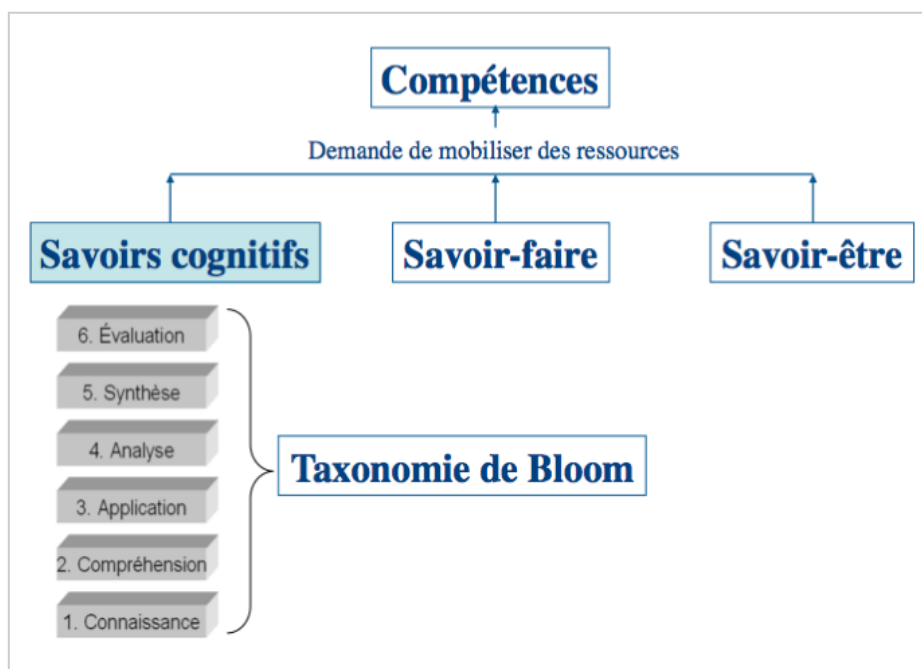 Compétences
Demande de mobiliser des ressources
Savoirs cognitifs
Savoir-faire
Savoir-être
6. Évaluation
5. Synthèse
4. Analyse
3. Application
2. Compréhension
1. Connaissance
Taxonomie de Bloom